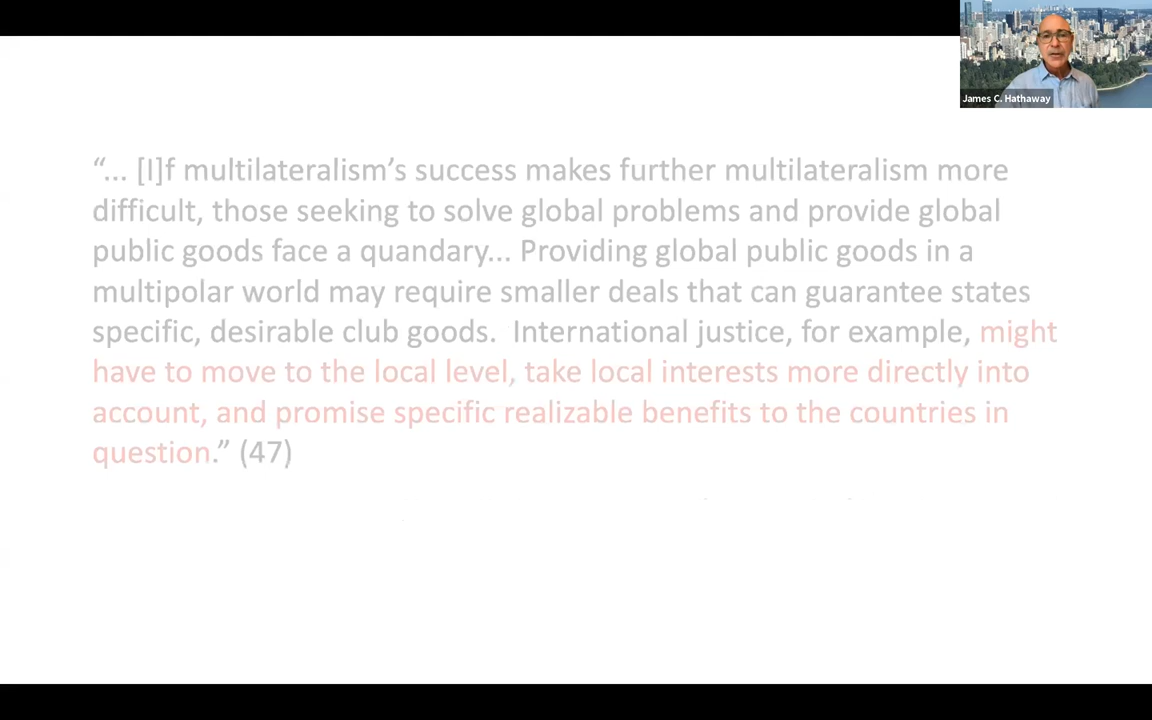 James C. Hathaway
“... [I]f multilateralism’s success makes further multilateralism more
difficult, those seeking to solve global problems and provide global
public goods face a quandary... Providing global public goods in a
multipolar world may require smaller deals that can guarantee states
specific, desirable club goods.  International justice, for example, might
have to move to the local level, take local interests more directly into
account, and promise specific realizable benefits to the countries in
question.” (47)